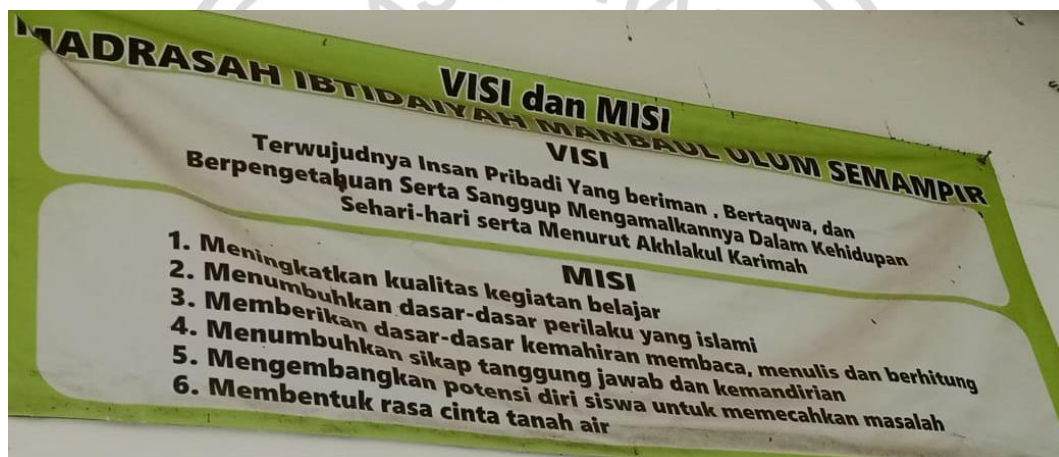 VISI dan MISI
MADRASAH IBTIDAIYAH MANBAUL ULUM SEMAMPIR
VISI
Terwujudnya Insan Pribadi Yang beriman , Bertaqwa, dan
Berpengetahuan Serta Sanggup Mengamalkannya Dalam Kehidupan
Sehari-hari serta Menurut Akhlakul Karimah
MISI
1. Meningkatkan kualitas kegiatan belajar
2. Menumbuhkan dasar-dasar perilaku yang islami
3. Memberikan dasar-dasar kemahiran membaca, menulis dan berhitung
4. Menumbuhkan sikap tanggung jawab dan kemandirian
5. Mengembangkan potensi diri siswa untuk memecahkan masalah
6. Membentuk rasa cinta tanah air